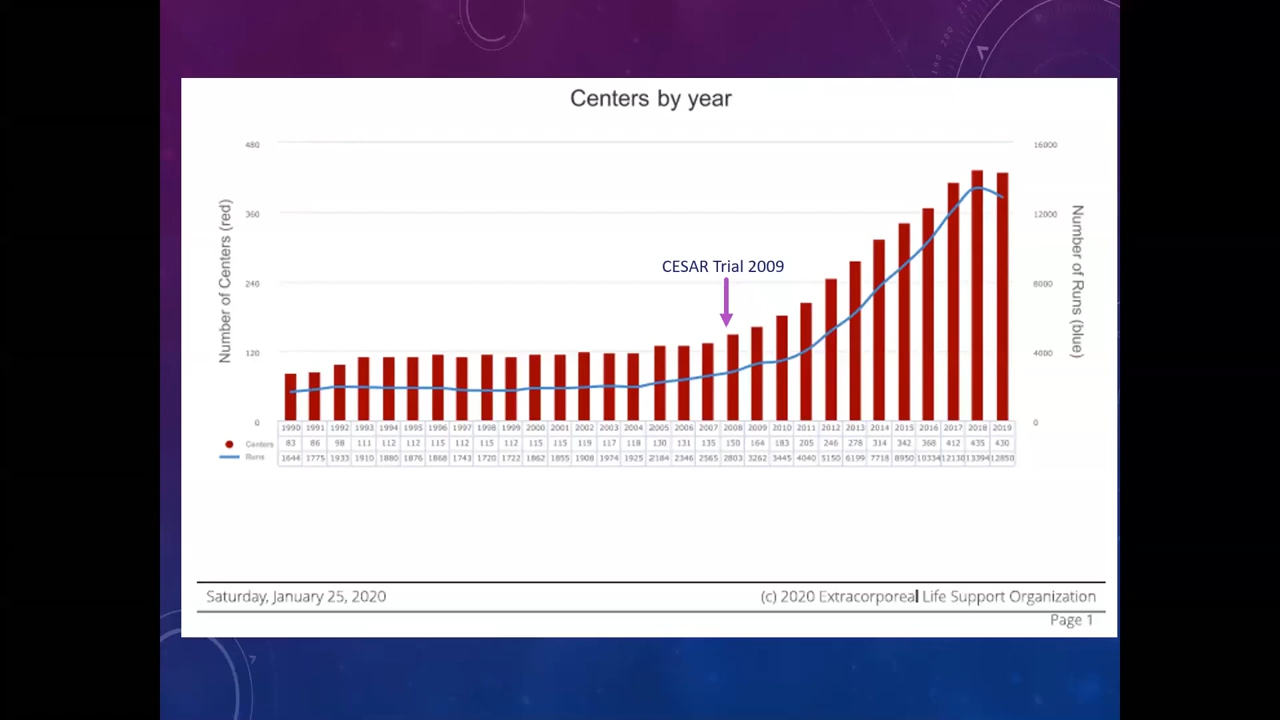 Centers by year
480
16000
360
12000
CESAR Trial 2009
240
8000
120
4000
0
0
Number of Centers (red)
Number of Runs (blue)
1990 1991 1992 1993 1994 1995 1996 1997 1998 1999 2000 2001 2002 2003 2004 2005 2006 2007 2008 2009 2010 2011 2012 2013 2014 2015 2016 2017 2018 2019
Centers 83 86 98 111 112 112 115 112 115 112 115 115 119 117 118 130 131 135 150 164 183 205 246 278 314 342 368 412 435 430
Runs 1644 1775 1933 1910 1880 1876 1868 1743 1720 1722 1862 1855 1908 1974 1925 2184 2346 2565 2803 3262 3445 4040 5150 6199 7718 8950 10334 12130 13394 12850
Saturday, January 25, 2020 (c) 2020 Extracorporeal Life Support Organization
Page 1